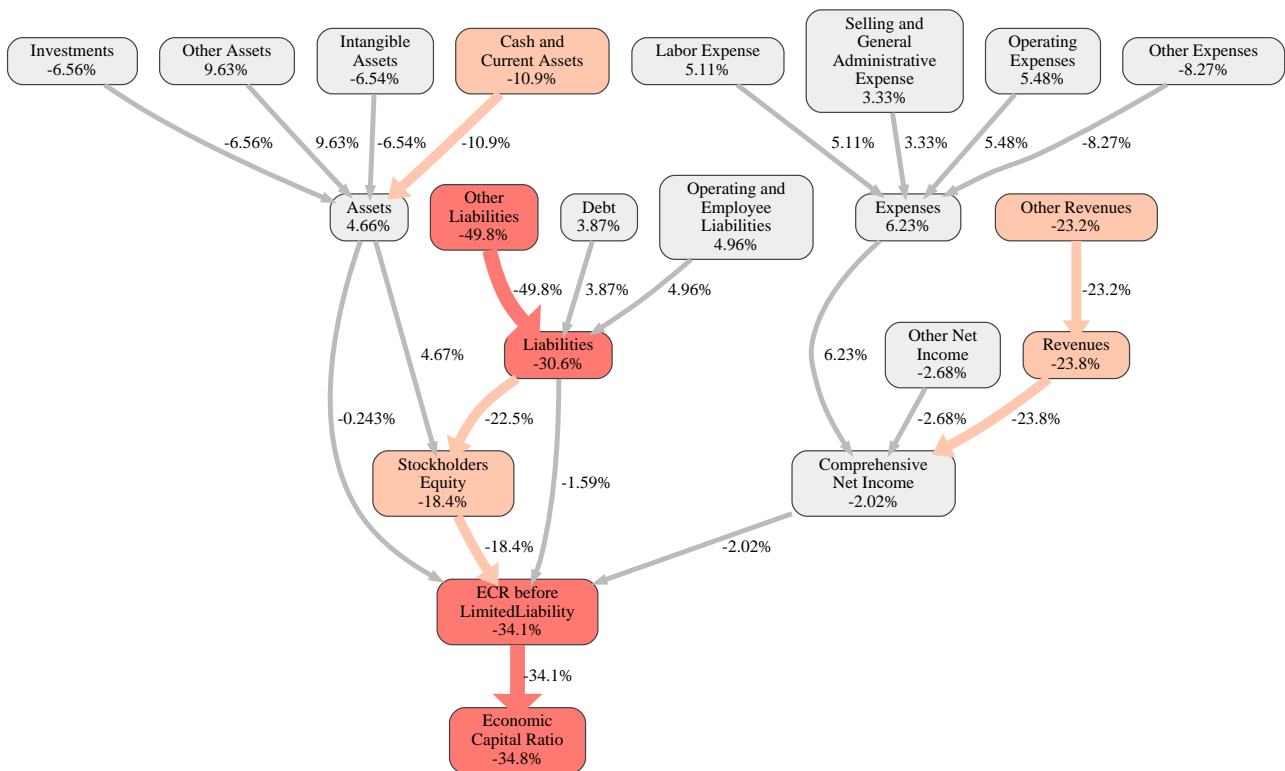 Investments
-6.56%
Other Assets
9.63%
Intangible
Assets
-6.54%
Cash and
Current Assets
-10.9%
Labor Expense
5.11%
Selling and
General
Administrative
Expense
3.33%
Operating
Expenses
5.48%
Other Expenses
-8.27%
-6.56%
9.63%
-6.54%
-10.9%
5.11%
3.33%
5.48%
-8.27%
Assets
4.66%
Other
Liabilities
-49.8%
Debt
3.87%
Operating and
Employee
Liabilities
4.96%
Expenses
6.23%
Other Revenues
-23.2%
-49.8%
3.87%
4.96%
-23.2%
4.67%
Liabilities
-30.6%
6.23%
Other Net
Income
-2.68%
Revenues
-23.8%
-0.243%
-22.5%
-2.68%
-23.8%
Stockholders
Equity
-18.4%
-1.59%
Comprehensive
Net Income
-2.02%
-18.4%
-2.02%
ECR before
LimitedLiability
-34.1%
-34.1%
Economic
Capital Ratio
-34.8%